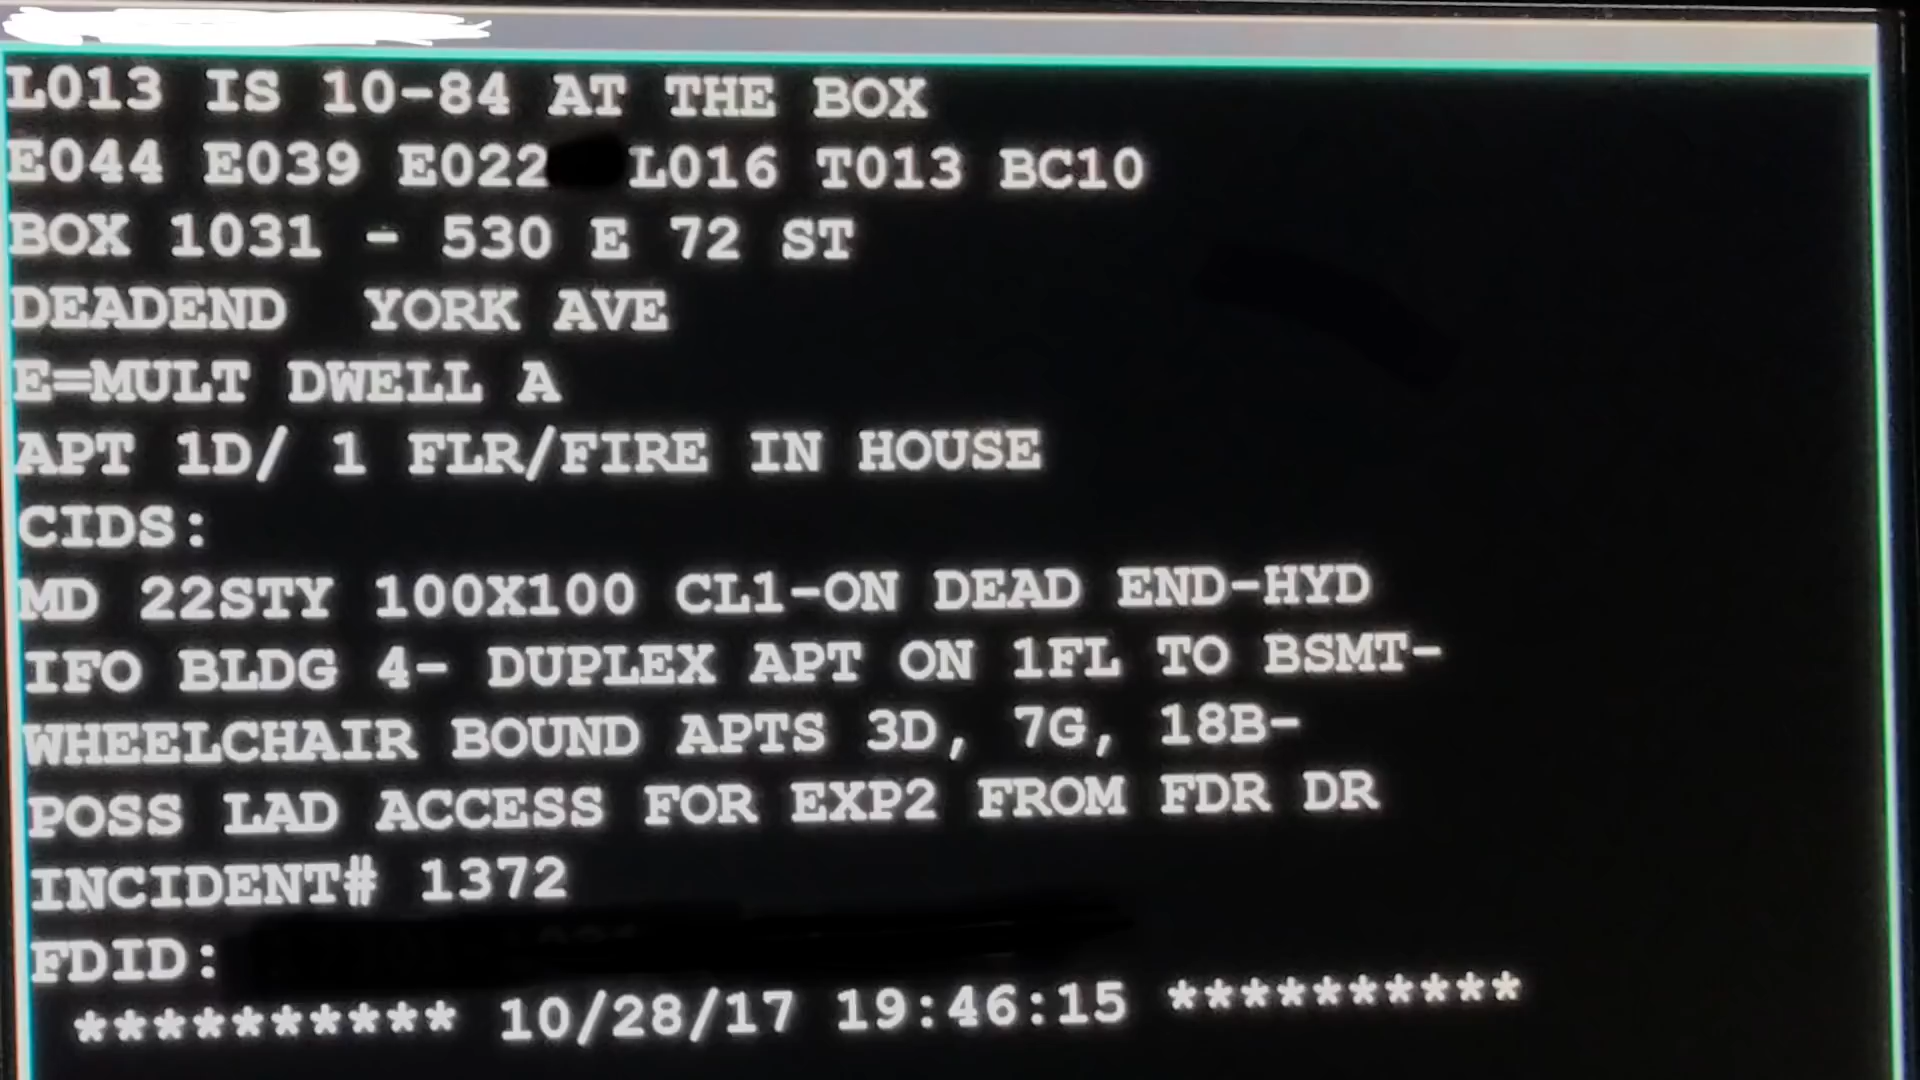 L013 IS 10-84 AT THE BOX
E044 E039 E022 L016 T013 BC10
BOX 1031 - 530 E 72 ST
DEADEND YORK AVE
E=MULT DWELL A
APT 1D/ 1 FLR/FIRE IN HOUSE
CIDS:
MD 22STY 100X100 CL1-ON DEAD END-HYD
IFO BLDG 4- DUPLEX APT ON 1FL TO BSMT-
WHEELCHAIR BOUND APTS 3D, 7G, 18B-
POSS LAD ACCESS FOR EXP2 FROM FDR DR
INCIDENT# 1372
FDID:
********** 10/28/17 19:46:15 **********